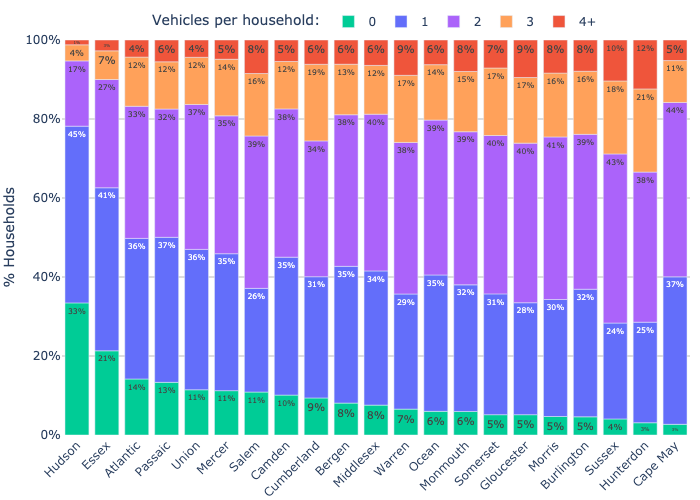 Vehicles per household: 0 1 2 3 4+
% Households
100%
80%
60%
40%
20%
0%
4% 6% 4% 5% 8% 5% 6% 6% 6% 9% 6% 8% 7% 9% 8% 8% 10% 12% 5%
4% 7% 12% 12% 12% 14% 16% 12% 19% 13% 12% 17% 14% 15% 17% 17% 16% 16% 18% 21% 11%
17% 27% 33% 32% 37% 35% 39% 38% 34% 38% 40% 38% 39% 39% 40% 40% 41% 39% 43% 38% 44%
45% 41% 36% 37% 36% 35% 26% 35% 31% 35% 34% 29% 35% 32% 31% 28% 30% 32% 24% 25% 37%
33% 21% 14% 13% 11% 11% 11% 10% 9% 8% 8% 7% 6% 6% 5% 5% 5% 5% 4% 3%
Hudson
Essex
Atlantic
Passaic
Union
Mercer
Salem
Camden
Cumberland
Bergen
Middlesex
Warren
Ocean
Monmouth
Somerset
Gloucester
Morris
Burlington
Sussex
Hunterdon
Cape May